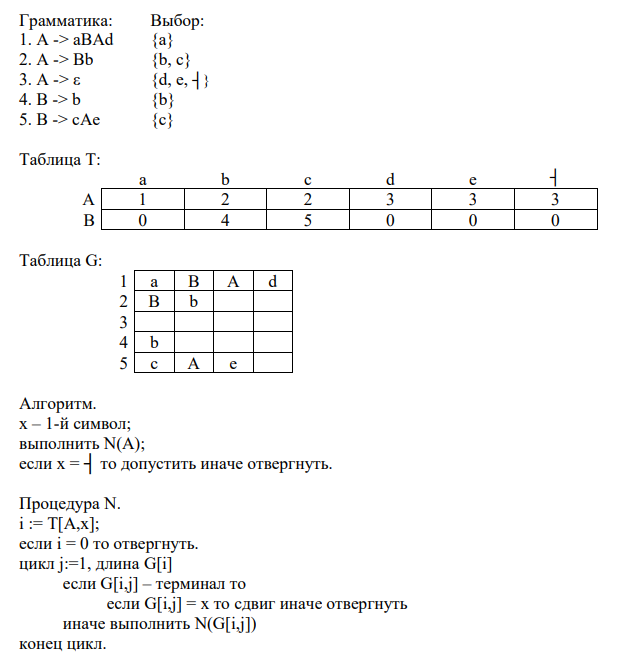 Грамматика: Выбор:
1. A -> aBAd {a}
2. A -> Bb {b, c}
3. A -> ε {d, e, ┤}
4. B -> b {b}
5. B -> cAe {c}
Таблица T:
a b c d e ┤
A 1 2 2 3 3 3
B 0 4 5 0 0 0
Таблица G:
1 a B A d
2 B b
3
4 b
5 c A e
Алгоритм.
x – 1-й символ;
выполнить N(A);
если x = ┤ то допустить иначе отвергнуть.
Процедура N.
i := T[A,x];
если i = 0 то отвергнуть.
цикл j:=1, длина G[i]
если G[i,j] – терминал то
если G[i,j] = x то сдвиг иначе отвергнуть
иначе выполнить N(G[i,j])
конец цикл.